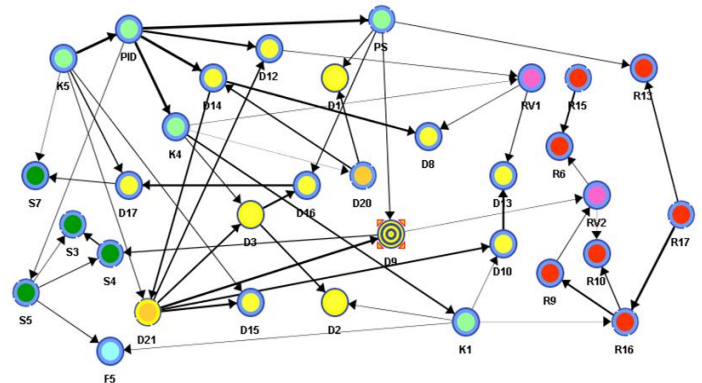 PS
PID
D12
K5
D14
D1
RV1
R15
R13
K4
D8
R6
S7
D17
D16
D20
D13
RV2
R17
S3
D3
D9
D10
S4
R9
R10
S5
D21
D15
D2
K1
R16
F5